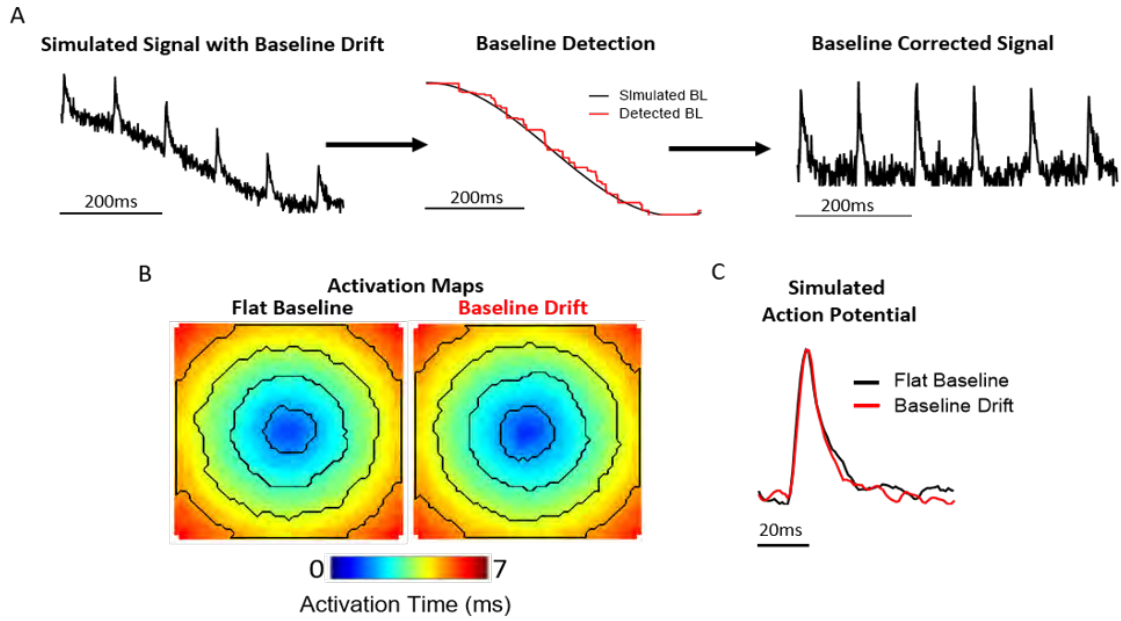 A
Simulated Signal with Baseline Drift
Baseline Detection
Baseline Corrected Signal
SImulated BL
Detected BL
200ms
200ms
200ms
B
Activation Maps
Flat Baseline
Baseline Drift
0
7
Activation Time (ms)
C
Simulated
Action Potential
Flat Baseline
Baseline Drift
20ms